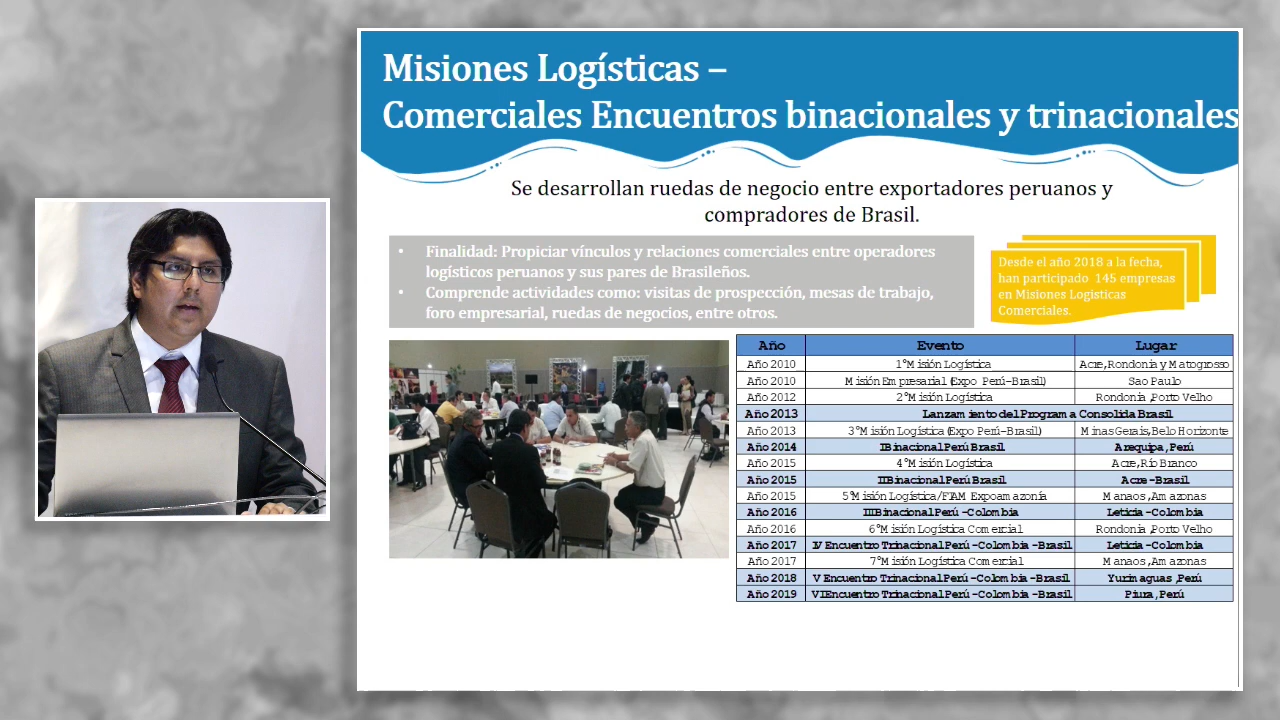 Misiones Logísticas –
Comerciales Encuentros binacionales y trinacionales
Se desarrollan ruedas de negocio entre exportadores peruanos y
compradores de Brasil.
• Finalidad: Propiciar vínculos y relaciones comerciales entre operadores
logísticos peruanos y sus pares de Brasileños.
• Comprende actividades como: visitas de prospección, mesas de trabajo,
foro empresarial, ruedas de negocios, entre otros.
Desde el año 2018 a la fecha,
han participado 145 empresas
en Misiones Logísticas
Comerciales.
Año Evento Lugar
Año 2010 1° Misión Logística Acre, Rondonia y Matogrosso
Año 2010 Misión Empresarial (Expo Perú-Brasil) Sao Paulo
Año 2012 2° Misión Logística Rondonia, Porto Velho
Año 2013 Lanzamiento del Programa Consolida Brasil
Año 2013 3° Misión Logística (Expo Perú-Brasil) Minas Gerais, Belo Horizonte
Año 2014 I Binacional Perú Brasil Arequipa, Perú
Año 2015 4° Misión Logística Acre, Río Branco
Año 2015 II Binacional Perú Brasil Acre - Brasil
Año 2015 5° Misión Logística/FIAM Expoamazonía Manaos, Amazonas
Año 2016 III Binacional Perú - Colombia Leticia - Colombia
Año 2016 6° Misión Logística Comercial Rondonia, Porto Velho
Año 2017 IV Encuentro Trinacional Perú - Colombia - Brasil Leticia - Colombia
Año 2017 7° Misión Logística Comercial Manaos, Amazonas
Año 2018 V Encuentro Trinacional Perú - Colombia - Brasil Yurimaguas, Perú
Año 2019 VI Encuentro Trinacional Perú - Colombia - Brasil Piura, Perú